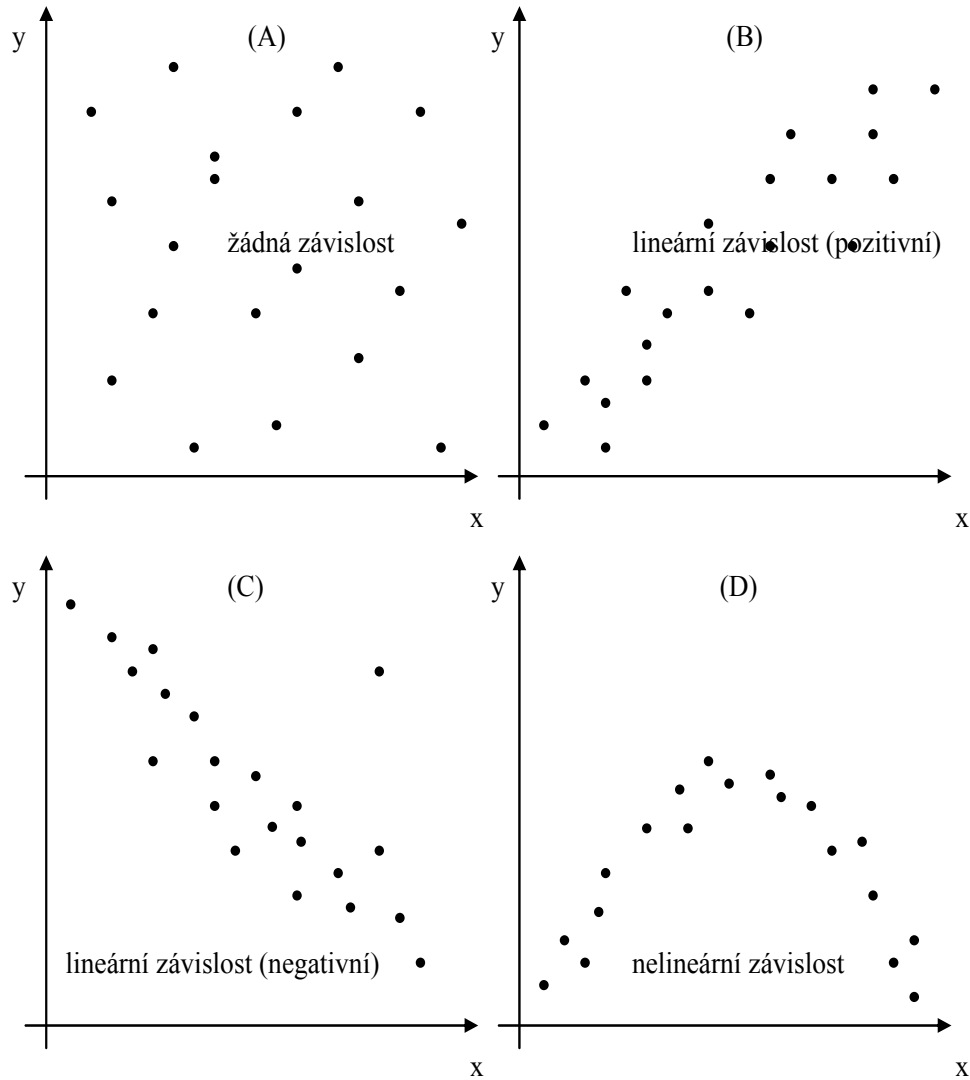 y
(A)
žádná závislost
x
y
(B)
lineární závislost (pozitivní)
x
y
(C)
lineární závislost (negativní)
x
y
(D)
nelineární závislost
x